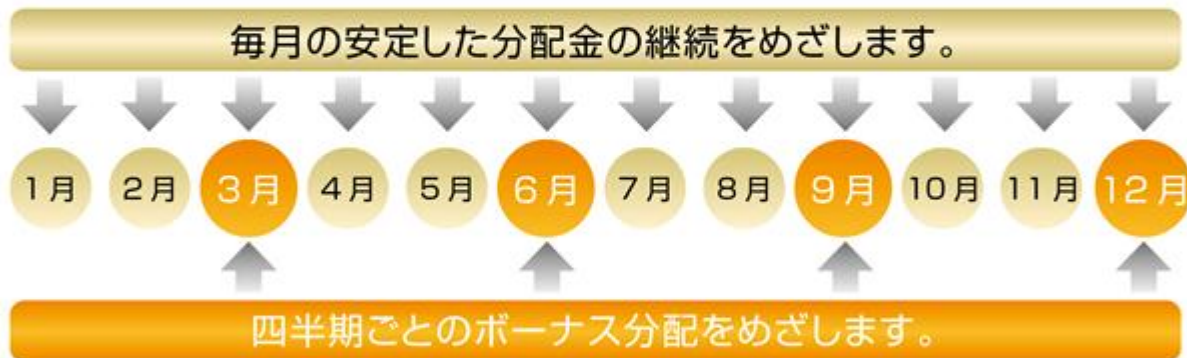 毎月の安定した分配金の継続をめざします。
1月 2月 3月 4月 5月 6月 7月 8月 9月 10月 11月 12月
四半期ごとのボーナス分配をめざします。